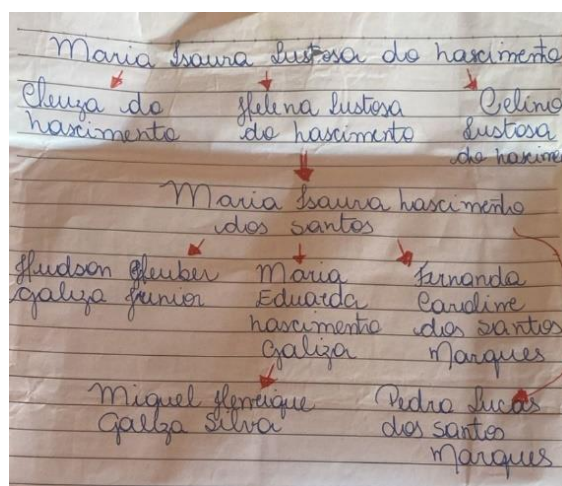 Maria Isaura Lustosa do nascimento
Cleuza do
nascimento
Helena Lustosa
do nascimento
Celino
Lustosa
do nascime
Maria Isaura nascimento
dos santos
Hudson Gleuber
galiza Junior
Maria
Eduarda
nascimento
galiza
Fernanda
Caroline
dos santos
Marques
Miguel Henrique
Galiza Silva
Pedro Lucas
dos santos
Marques